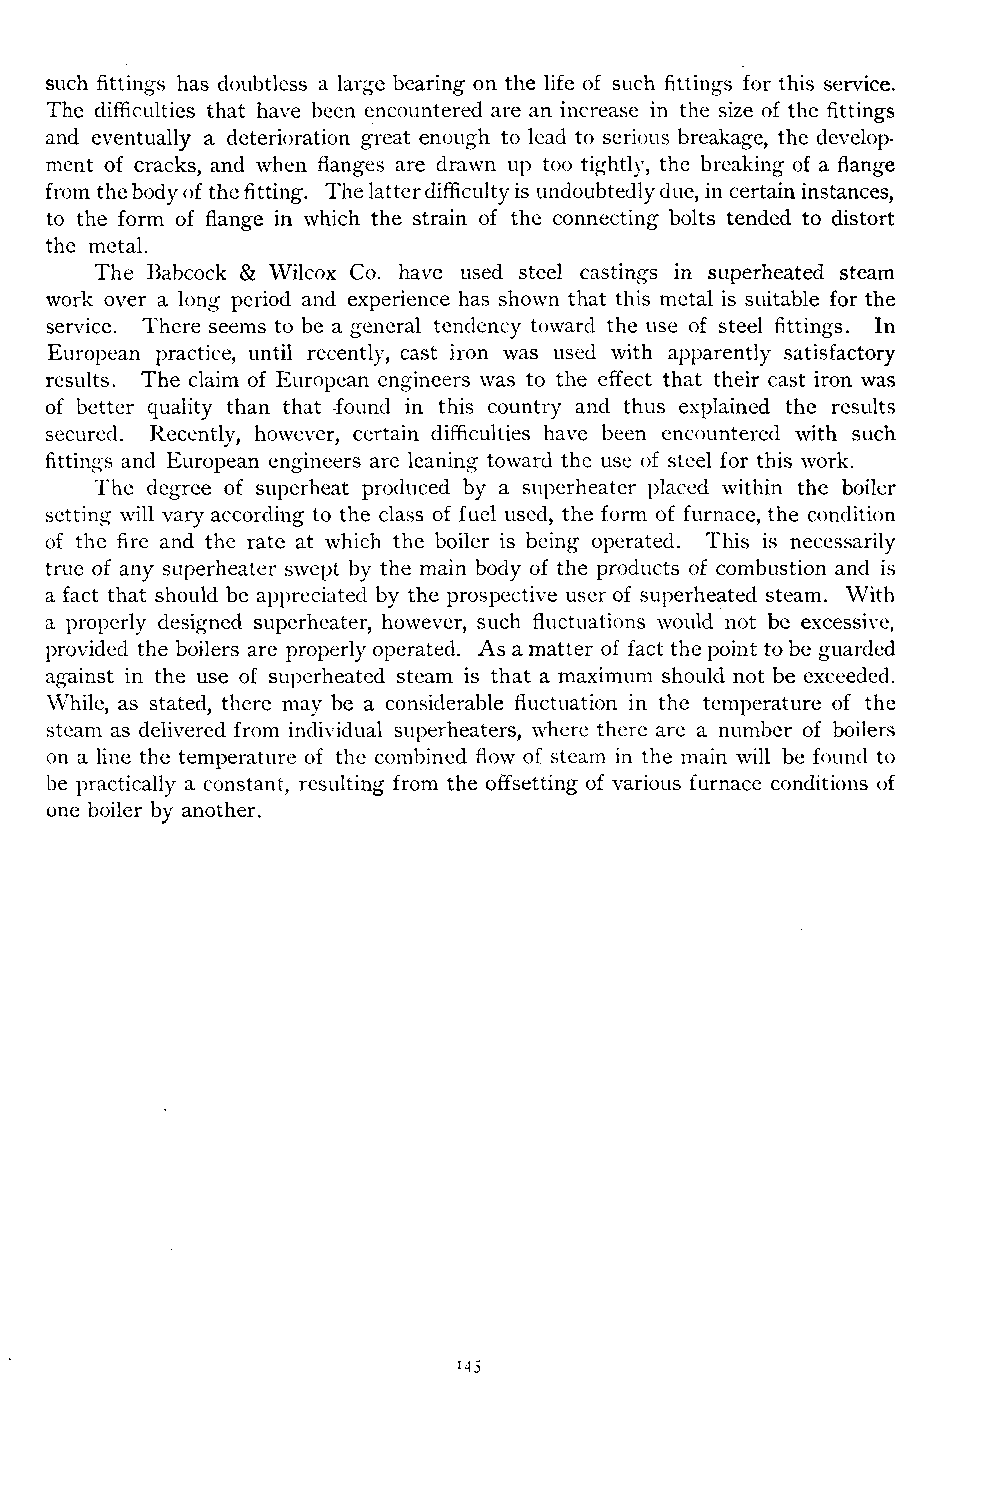 such fittings has doubtless a large bearing on the life of such fittings for this service.
The difficulties that have been encountered are an increase in the size of the fittings
and eventually a deterioration great enough to lead to serious breakage, the develop-
ment of cracks, and when flanges are drawn up too tightly, the breaking of a flange
from the body of the fitting. The latter difficulty is undoubtedly due, in certain instances,
to the form of flange in which the strain of the connecting bolts tended to distort
the metal.
The Babcock & Wilcox Co. have used steel castings in superheated steam
work over a long period and experience has shown that this metal is suitable for the
service. There seems to be a general tendency toward the use of steel fittings. In
European practice, until recently, cast iron was used with apparently satisfactory
results. The claim of European engineers was to the effect that their cast iron was
of better quality than that found in this country and thus explained the results
secured. Recently, however, certain difficulties have been encountered with such
fittings and European engineers are leaning toward the use of steel for this work.
The degree of superheat produced by a superheater placed within the boiler
setting will vary according to the class of fuel used, the form of furnace, the condition
of the fire and the rate at which the boiler is being operated. This is necessarily
true of any superheater swept by the main body of the products of combustion and is
a fact that should be appreciated by the prospective user of superheated steam. With
a properly designed superheater, however, such fluctuations would not be excessive,
provided the boilers are properly operated. As a matter of fact the point to be guarded
against in the use of superheated steam is that a maximum should not be exceeded.
While, as stated, there may be a considerable fluctuation in the temperature of the
steam as delivered from individual superheaters, where there are a number of boilers
on a line the temperature of the combined flow of steam in the main will be found to
be practically a constant, resulting from the offsetting of various furnace conditions of
one boiler by another.
145